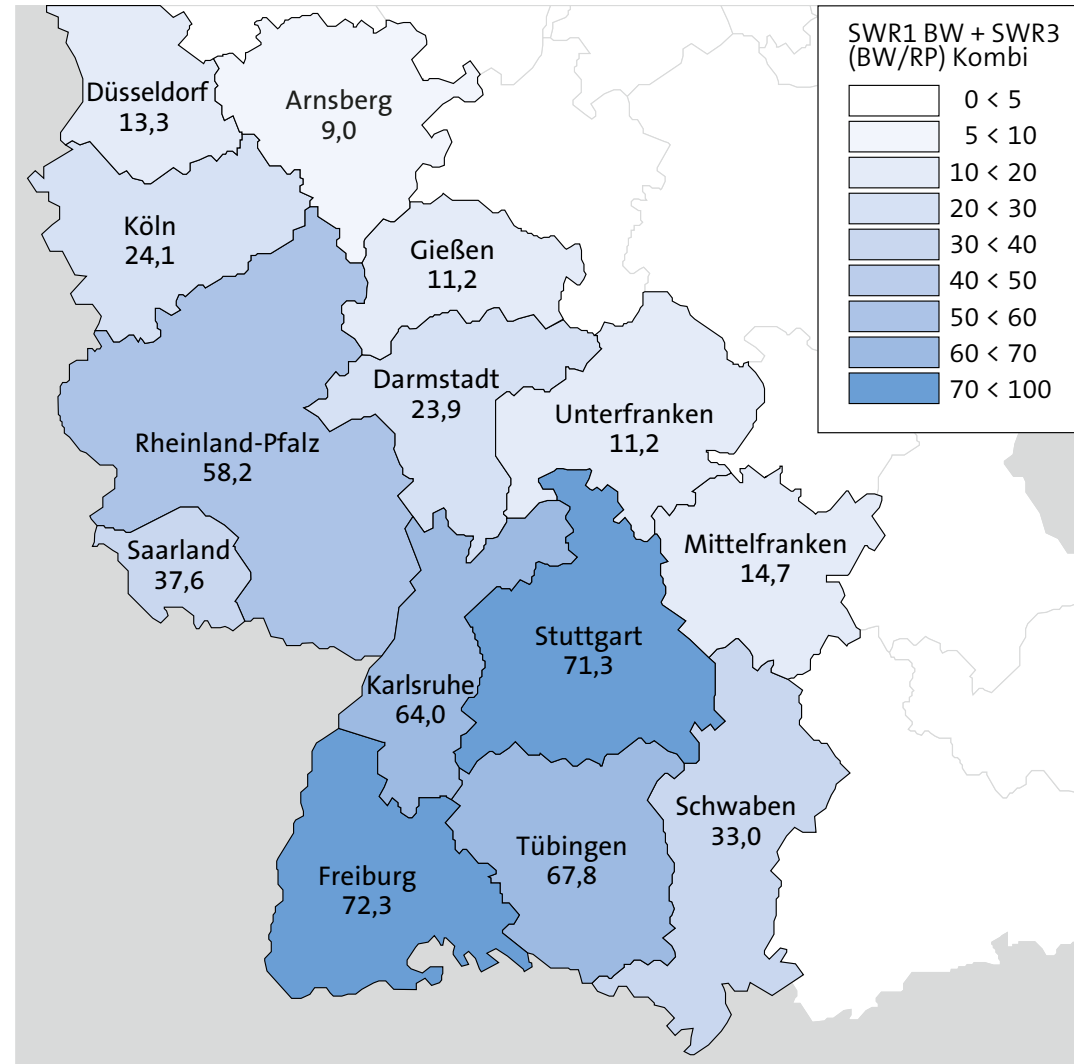 SWR1 BW + SWR3
(BW/RP) Kombi
0 < 5
5 < 10
10 < 20
20 < 30
30 < 40
40 < 50
50 < 60
60 < 70
70 < 100
Düsseldorf
13,3
Arnsberg
9,0
Köln
24,1
Gießen
11,2
Darmstadt
23,9
Unterfranken
11,2
Rheinland-Pfalz
58,2
Saarland
37,6
Mittelfranken
14,7
Stuttgart
71,3
Karlsruhe
64,0
Schwaben
33,0
Tübingen
67,8
Freiburg
72,3